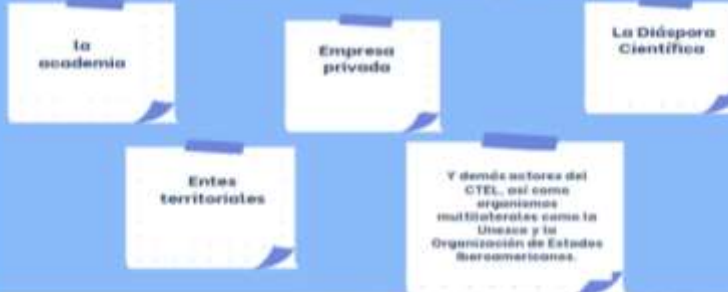 la
academia
Empresa
privada
La Diáspora
Científica
Entes
territoriales
Y demás actores del
CTEL, así como
organismos
multilaterales como la
Unesco y la
Organización de Estados
Iberoamericanos.